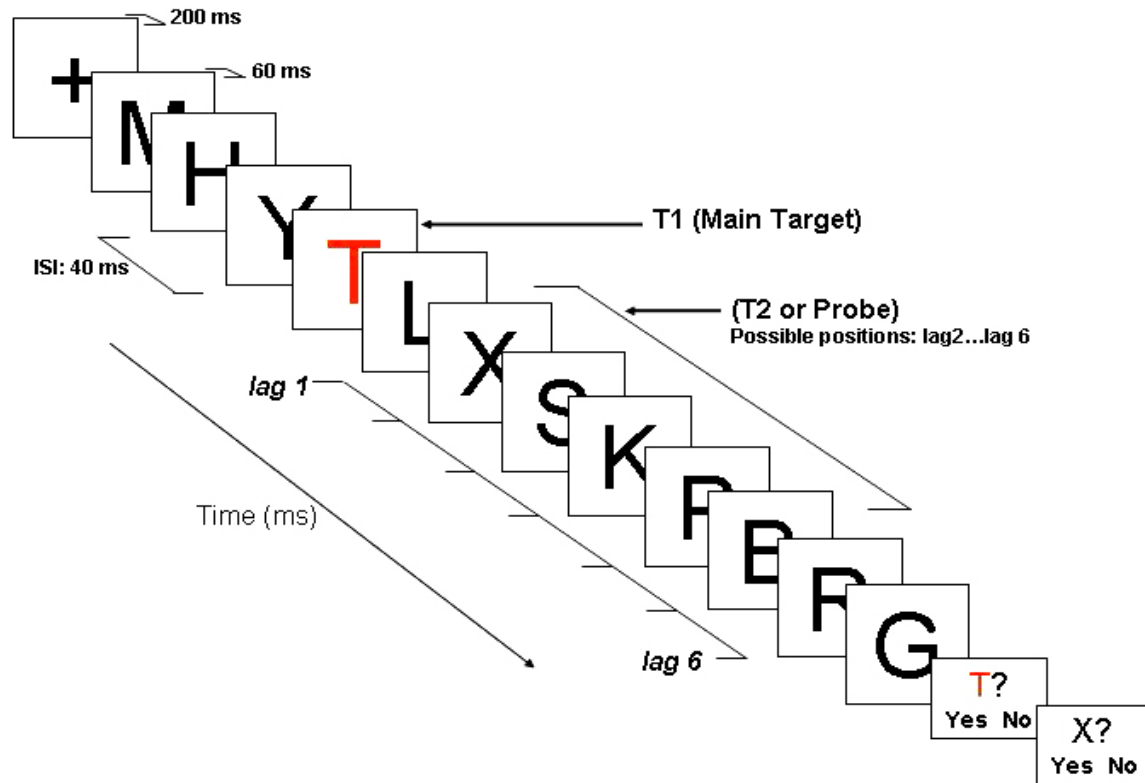 200 ms
+
60 ms
M
H
Y
T
T1 (Main Target)
ISI: 40 ms
L
(T2 or Probe)
Possible positions: lag2...lag 6
X
lag 1
S
K
Time (ms)
P
B
R
lag 6
G
T?
Yes No
X?
Yes No